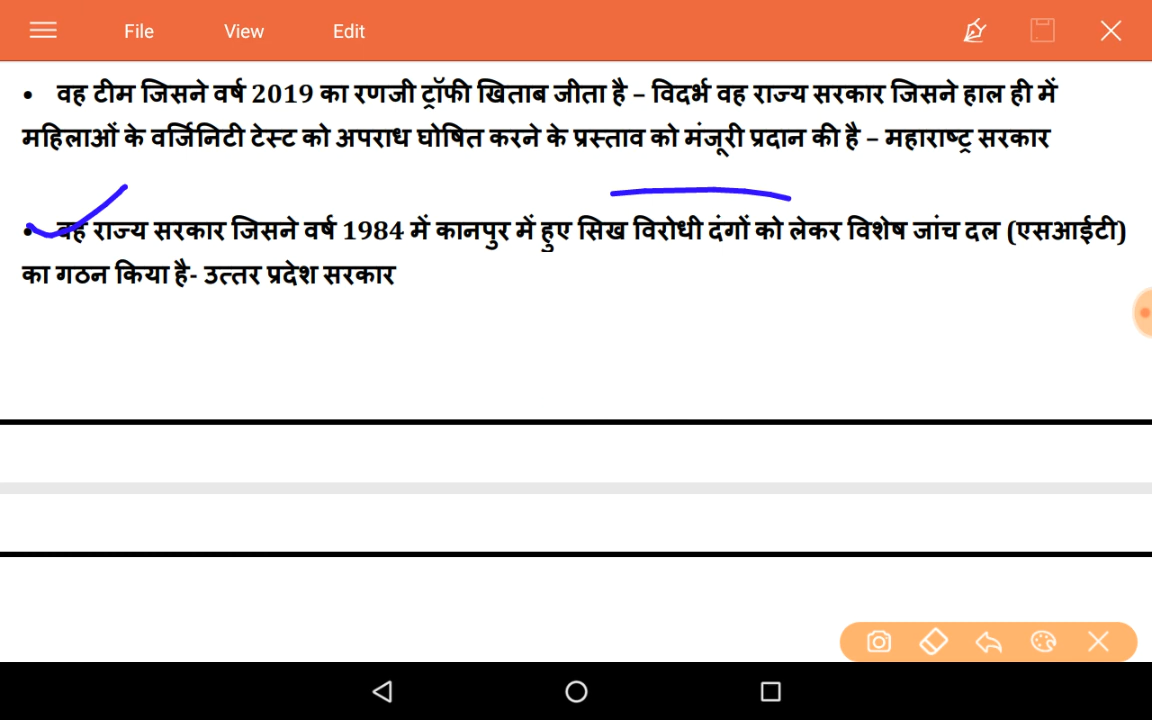 File View Edit
• वह टीम जिसने वर्ष 2019 का रणजी ट्रॉफी खिताब जीता है – विदर्भ वह राज्य सरकार जिसने हाल ही में
महिलाओं के वर्जिनिटी टेस्ट को अपराध घोषित करने के प्रस्ताव को मंजूरी प्रदान की है – महाराष्ट्र सरकार
• वह राज्य सरकार जिसने वर्ष 1984 में कानपुर में हुए सिख विरोधी दंगों को लेकर विशेष जांच दल (एसआईटी)
का गठन किया है- उत्तर प्रदेश सरकार